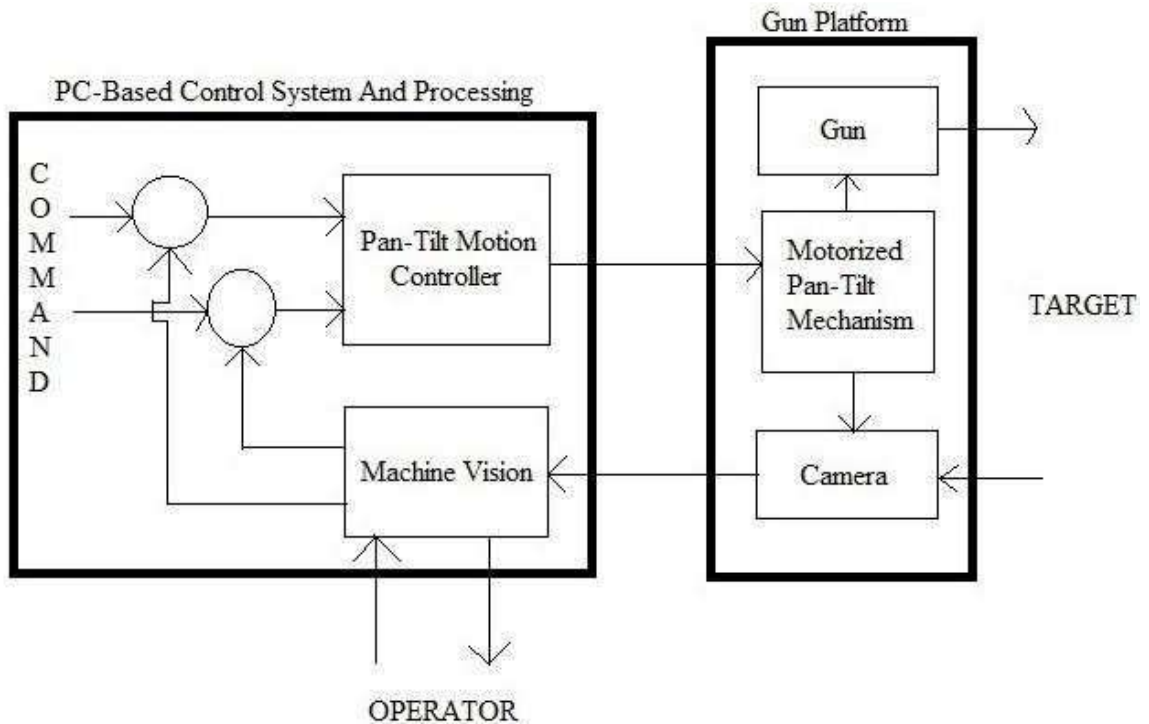 Gun Platform
PC-Based Control System And Processing
COMMAND
Pan-Tilt Motion
Controller
Machine Vision
Gun
Motorized
Pan-Tilt
Mechanism
Camera
TARGET
OPERATOR